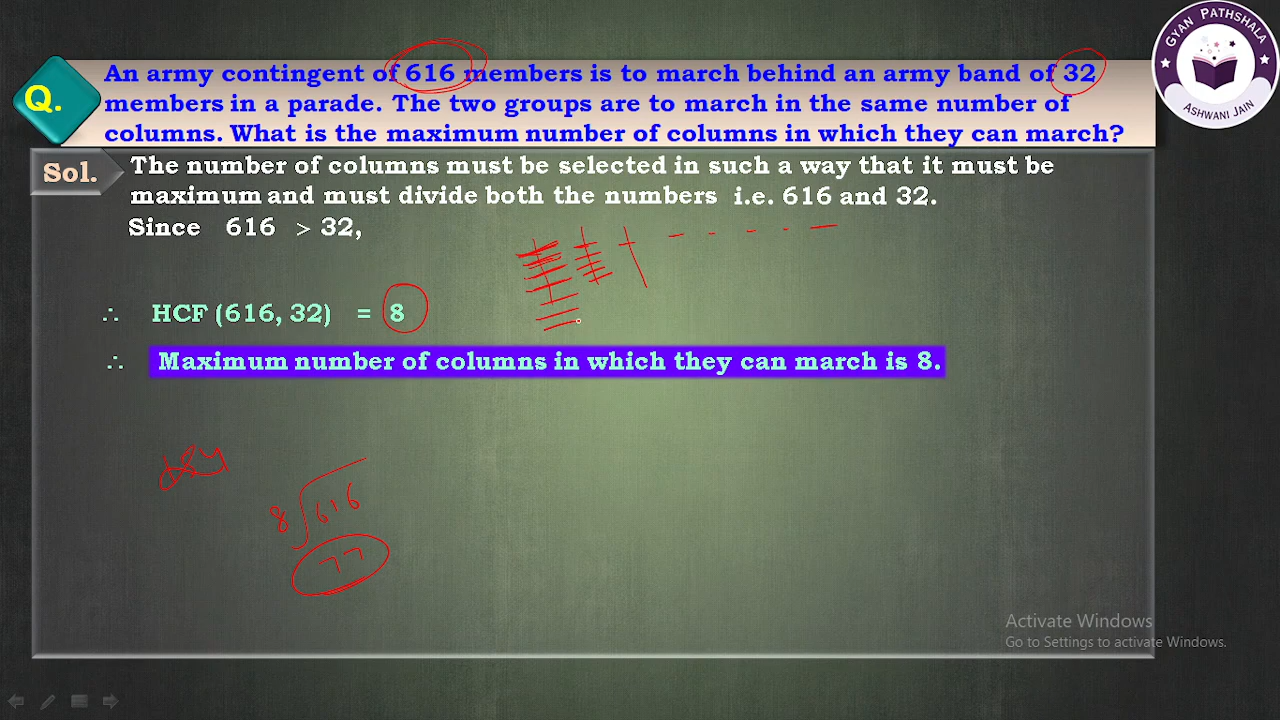 GYAN PATHSHALA
ASHWANI JAIN
Q.
An army contingent of 616 members is to march behind an army band of 32
members in a parade. The two groups are to march in the same number of
columns. What is the maximum number of columns in which they can march?
Sol.
The number of columns must be selected in such a way that it must be
maximum and must divide both the numbers i.e. 616 and 32.
Since 616 > 32,
∴ HCF (616, 32) = 8
∴ Maximum number of columns in which they can march is 8.
8 616
77
Activate Windows
Go to Settings to activate Windows.